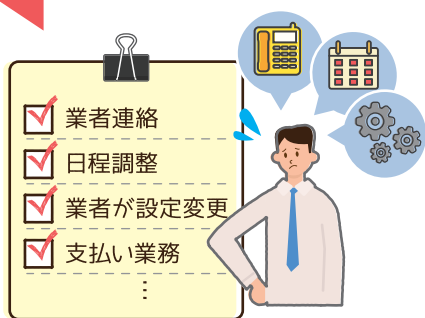 業者連絡
日程調整
業者が設定変更
支払い業務
⋮